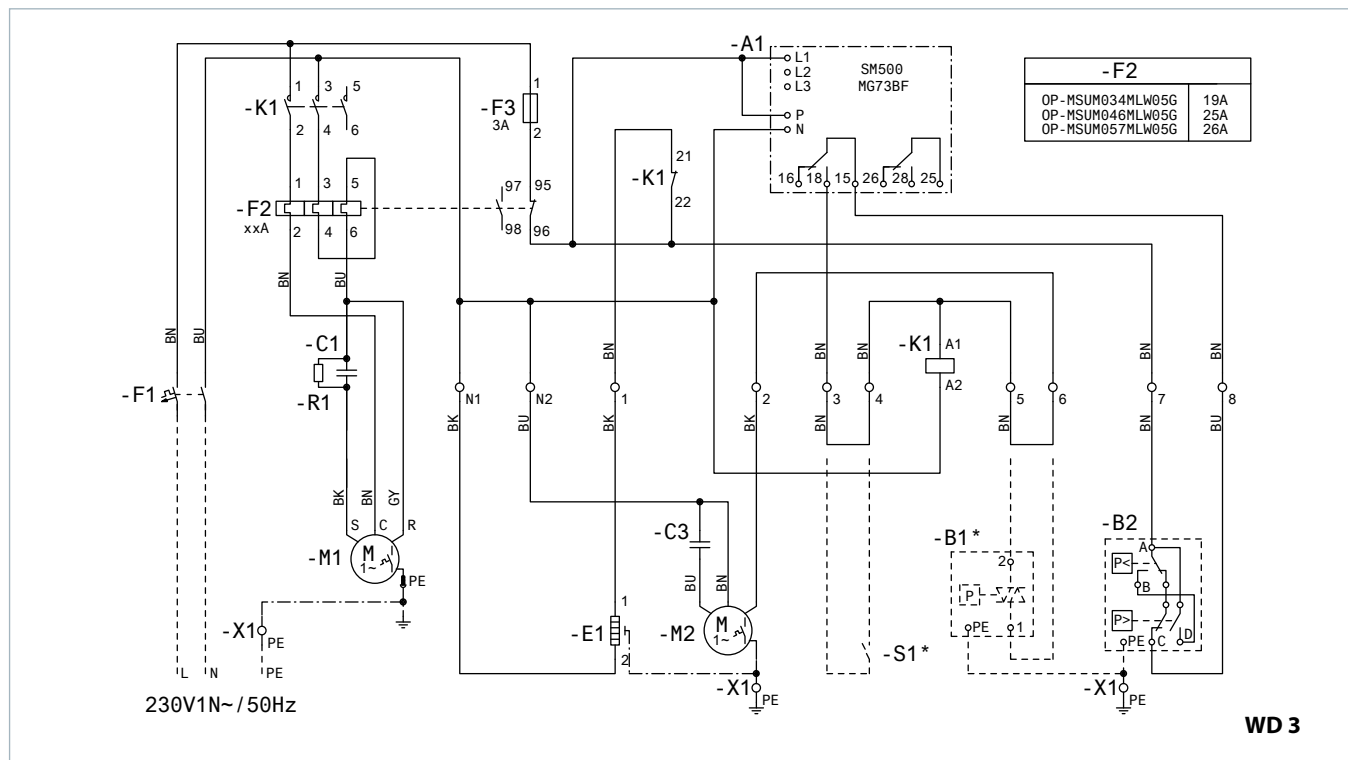 -A1
L1
L2
L3
P
N
SM500
MG73BF
16 18 15 26 28 25
-F2
OP-MSUM034MLW05G 19A
OP-MSUM046MLW05G 25A
OP-MSUM057MLW05G 26A
-K1
1 3 5
2 4 6
-F3
3A
1
2
-K1
21
22
-F2
xxA
1 3 5
2 4 6
97 95
98 96
BN BU
BN BU
-F1
-C1
-R1
BK BN GY
S C R
-M1
M
1~
PE
-X1
PE
L N PE
230V1N~/50Hz
BN BN BN BN BN BN
-K1
A1
A2
N1 N2 1 2 3 4 5 6 7 8
BK BU BK BK BN BN BN BN BU
-C3
BU BN
-M2
M
1~
-E1
1
2
-X1
PE
-S1*
-B1*
2
P
PE
1
-B2
A
P<
B
P>
PE C D
-X1
PE
WD 3